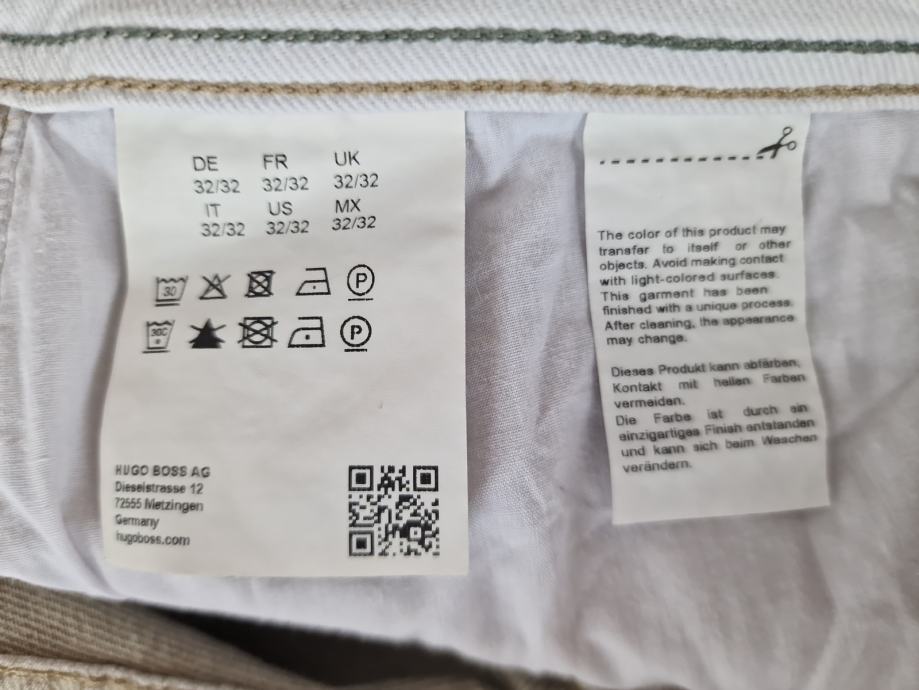 DE FR UK
32/32 32/32 32/32
IT US MX
32/32 32/32 32/32
30 P
30C P
HUGO BOSS AG
Dieselstrasse 12
72555 Metzingen
Germany
hugoboss.com
The color of this product may
transfer to itself or other
objects. Avoid making contact
with light-colored surfaces.
This garment has been
finished with a unique process.
After cleaning, the appearance
may change.
Dieses Produkt kann abfärben,
Kontakt mit hellen Farben
vermeiden.
Die Farbe ist durch ein
einzigartiges Finish entstanden
und kann sich beim Waschen
verändern.